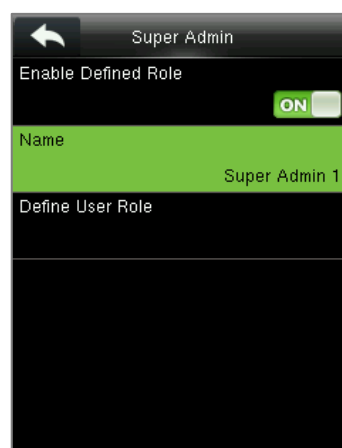 Super Admin
Enable Defined Role
ON
Name
Super Admin 1
Define User Role